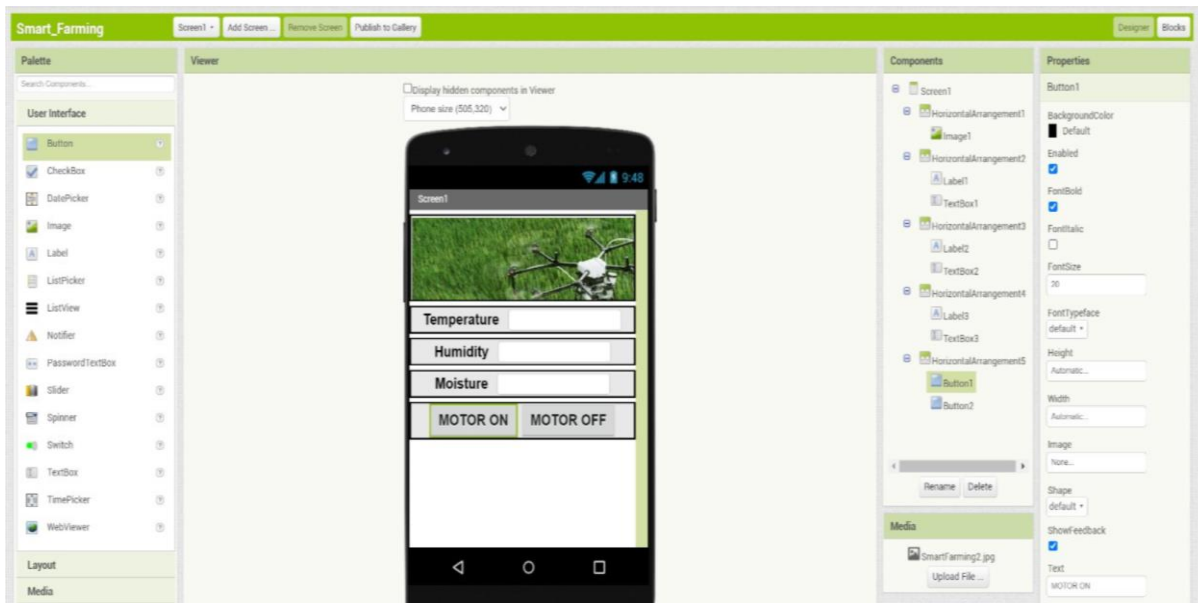 Smart_Farming
Screen1
Add Screen ...
Remove Screen
Publish to Gallery
Designer
Blocks
Palette
Search Components...
User Interface
Button
CheckBox
DatePicker
Image
Label
ListPicker
ListView
Notifier
PasswordTextBox
Slider
Spinner
Switch
TextBox
TimePicker
WebViewer
Layout
Media
Viewer
Display hidden components in Viewer
Phone size (505,320)
9:48
Screen1
Temperature
Humidity
Moisture
MOTOR ON
MOTOR OFF
Components
Screen1
HorizontalArrangement1
Image1
HorizontalArrangement2
Label1
TextBox1
HorizontalArrangement3
Label2
TextBox2
HorizontalArrangement4
Label3
TextBox3
HorizontalArrangement5
Button1
Button2
Rename
Delete
Media
SmartFarming2.jpg
Upload File ...
Properties
Button1
BackgroundColor
Default
Enabled
FontBold
FontItalic
FontSize
20
FontTypeface
default
Height
Automatic...
Width
Automatic...
Image
None...
Shape
default
ShowFeedback
Text
MOTOR ON